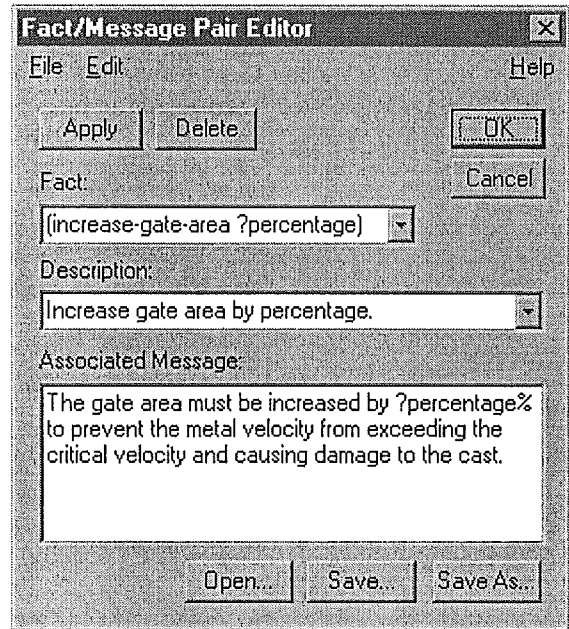 Fact/Message Pair Editor
File Edit Help
Apply Delete OK
Cancel
Fact:
(increase-gate-area ?percentage)
Description:
Increase gate area by percentage.
Associated Message:
The gate area must be increased by ?percentage%
to prevent the metal velocity from exceeding the
critical velocity and causing damage to the cast.
Open... Save... Save As...